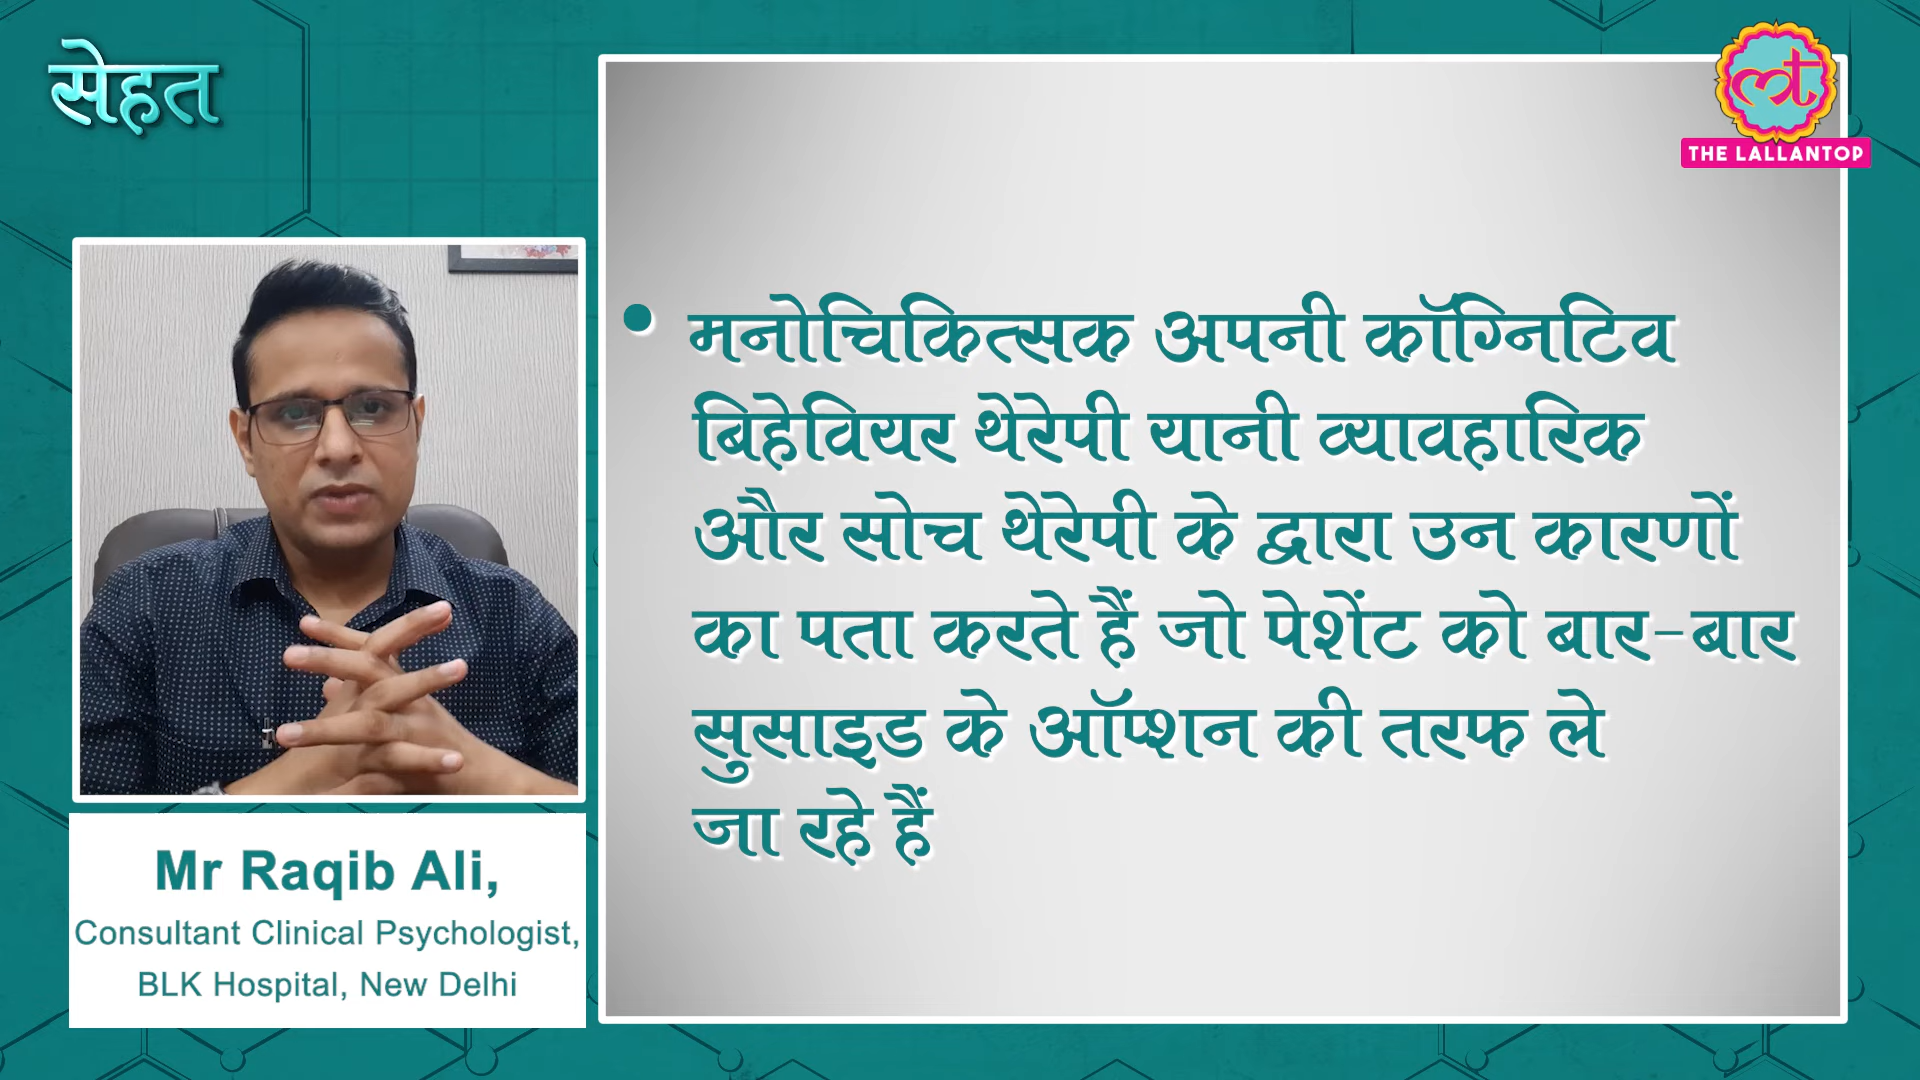 सेहत
THE LALLANTOP
• मनोचिकित्सक अपनी कॉग्निटिव
बिहेवियर थेरेपी यानी व्यावहारिक
और सोच थेरेपी के द्वारा उन कारणों
का पता करते हैं जो पेशेंट को बार-बार
सुसाइड के ऑप्शन की तरफ ले
जा रहे हैं
Mr Raqib Ali,
Consultant Clinical Psychologist,
BLK Hospital, New Delhi